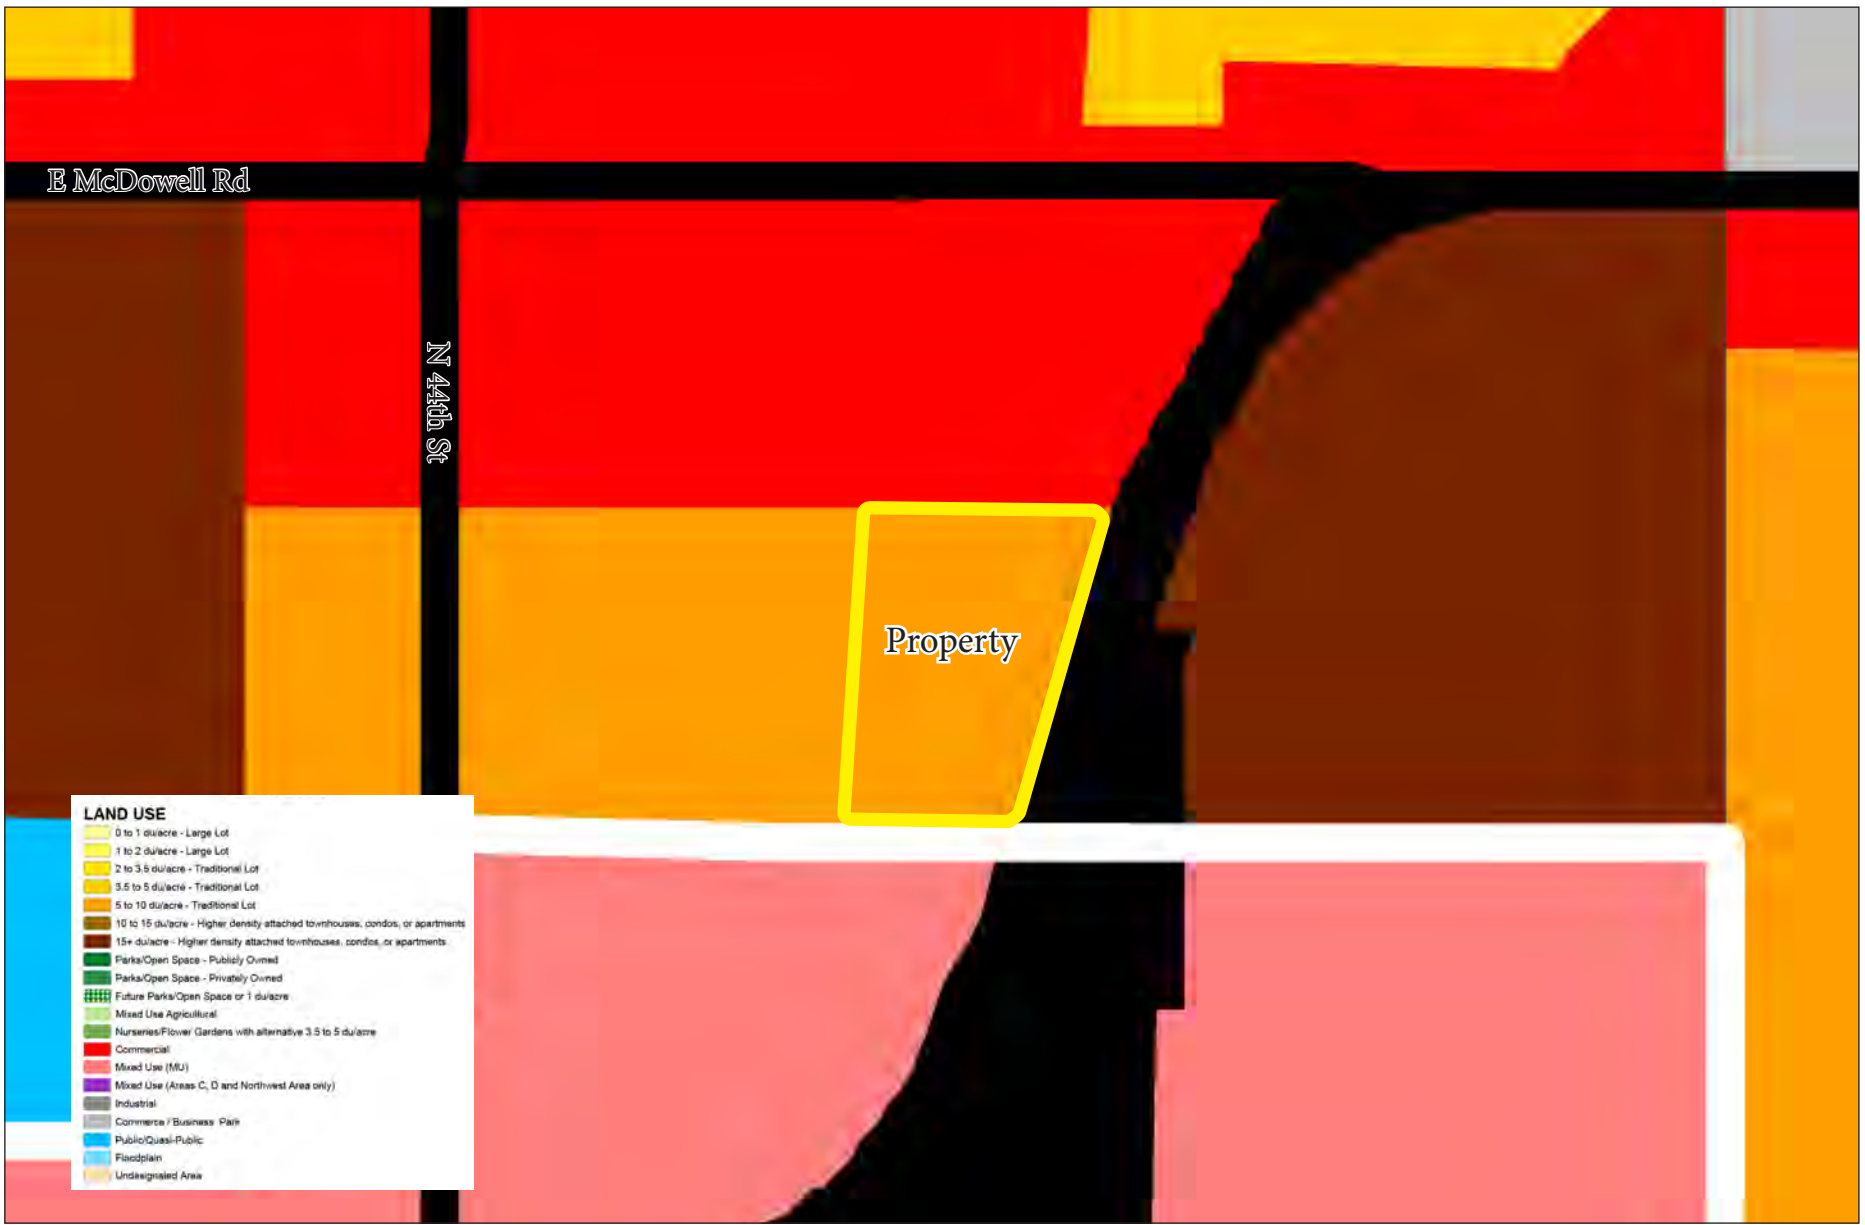 E McDowell Rd
N 44th St
Property
LAND USE
0 to 1 du/acre - Large Lot
1 to 2 du/acre - Large Lot
2 to 3.5 du/acre - Traditional Lot
3.5 to 5 du/acre - Traditional Lot
5 to 10 du/acre - Traditional Lot
10 to 15 du/acre - Higher density attached townhouses, condos, or apartments
15+ du/acre - Higher density attached townhouses, condos, or apartments
Parks/Open Space - Publicly Owned
Parks/Open Space - Privately Owned
Future Parks/Open Space or 1 du/acre
Mixed Use Agricultural
Nurseries/Flower Gardens with alternative 3.5 to 5 du/acre
Commercial
Mixed Use (MU)
Mixed Use (Areas C, D and Northwest Area only)
Industrial
Commerce / Business Park
Public/Quasi-Public
Floodplain
Undesignated Area